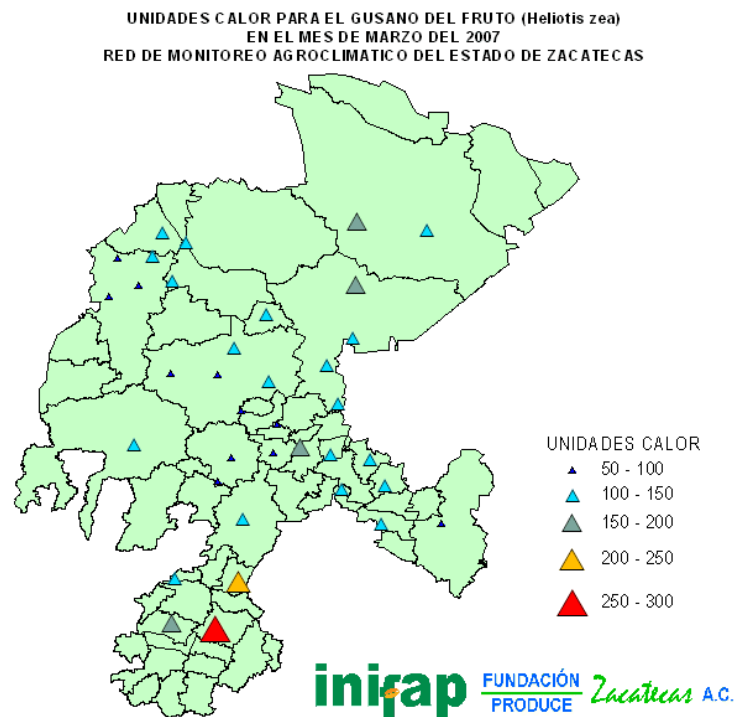 UNIDADES CALOR PARA EL GUSANO DEL FRUTO (Heliotis zea)
EN EL MES DE MARZO DEL 2007
RED DE MONITOREO AGROCLIMATICO DEL ESTADO DE ZACATECAS
UNIDADES CALOR
50 - 100
100 - 150
150 - 200
200 - 250
250 - 300
inifap
FUNDACIÓN
PRODUCE
Zacatecas A.C.